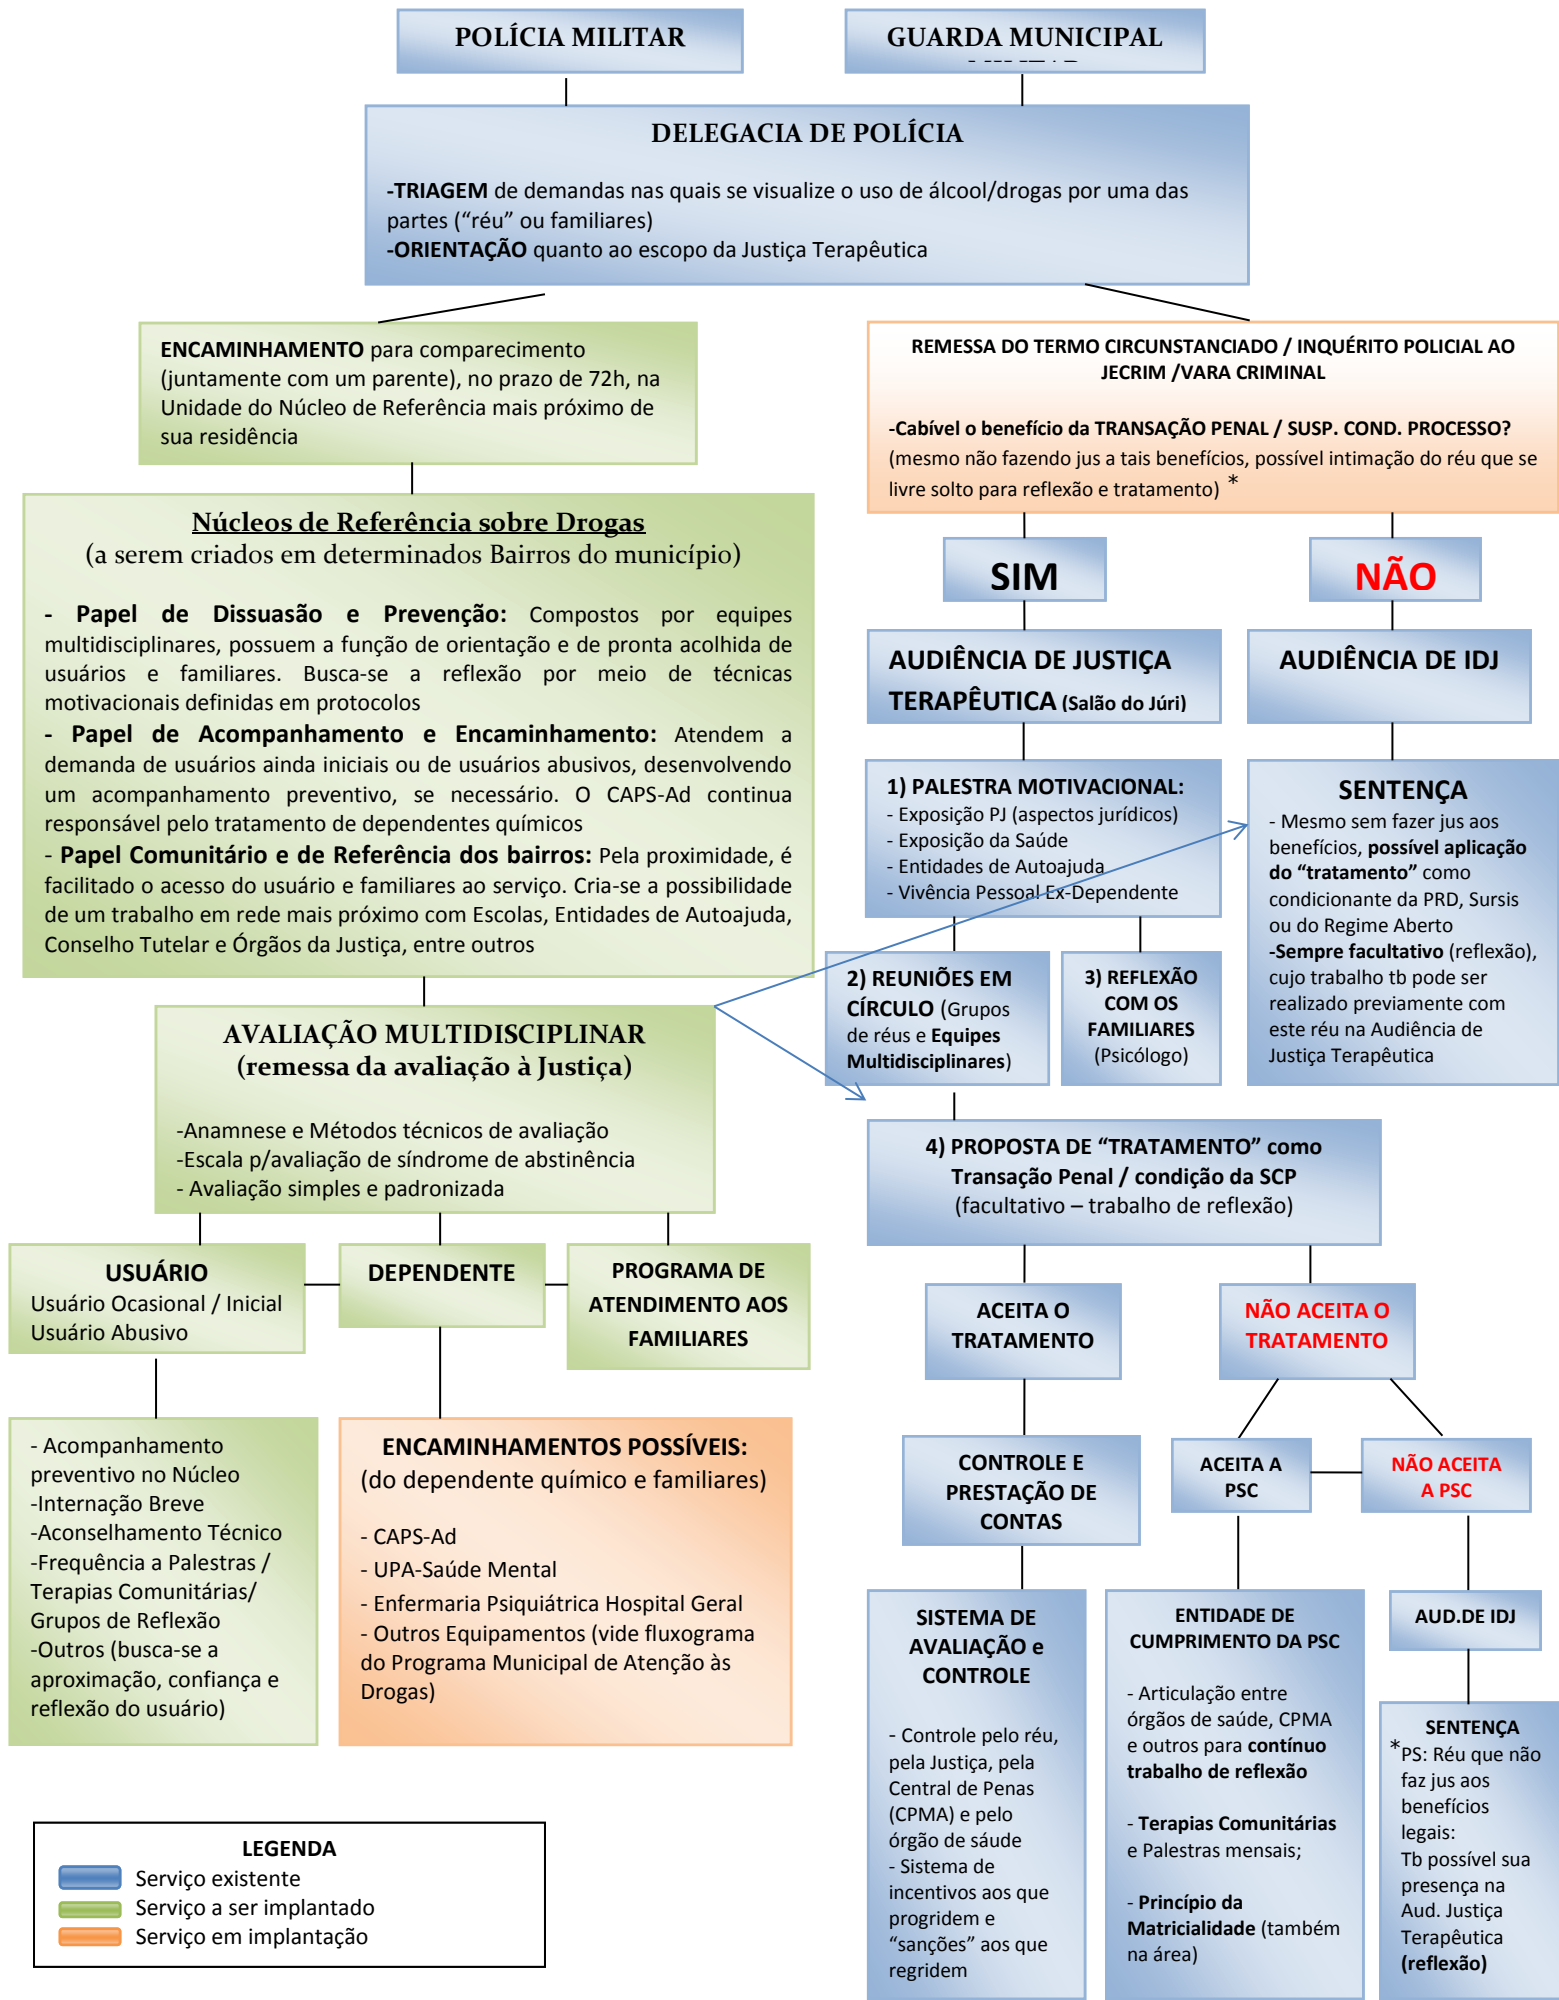 POLÍCIA MILITAR
GUARDA MUNICIPAL
DELEGACIA DE POLÍCIA
-TRIAGEM de demandas nas quais se visualize o uso de álcool/drogas por uma das
partes (“réu” ou familiares)
-ORIENTAÇÃO quanto ao escopo da Justiça Terapêutica
ENCAMINHAMENTO para comparecimento
(juntamente com um parente), no prazo de 72h, na
Unidade do Núcleo de Referência mais próximo de
sua residência
REMESSA DO TERMO CIRCUNSTANCIADO / INQUÉRITO POLICIAL AO
JECRIM /VARA CRIMINAL
-Cabível o benefício da TRANSAÇÃO PENAL / SUSP. COND. PROCESSO?
(mesmo não fazendo jus a tais benefícios, possível intimação do réu que se
livre solto para reflexão e tratamento) *
Núcleos de Referência sobre Drogas
(a serem criados em determinados Bairros do município)
- Papel de Dissuasão e Prevenção: Compostos por equipes
multidisciplinares, possuem a função de orientação e de pronta acolhida de
usuários e familiares. Busca-se a reflexão por meio de técnicas
motivacionais definidas em protocolos
- Papel de Acompanhamento e Encaminhamento: Atendem a
demanda de usuários ainda iniciais ou de usuários abusivos, desenvolvendo
um acompanhamento preventivo, se necessário. O CAPS-Ad continua
responsável pelo tratamento de dependentes químicos
- Papel Comunitário e de Referência dos bairros: Pela proximidade, é
facilitado o acesso do usuário e familiares ao serviço. Cria-se a possibilidade
de um trabalho em rede mais próximo com Escolas, Entidades de Autoajuda,
Conselho Tutelar e Órgãos da Justiça, entre outros
SIM
NÃO
AUDIÊNCIA DE JUSTIÇA
TERAPÊUTICA (Salão do Júri)
AUDIÊNCIA DE IDJ
1) PALESTRA MOTIVACIONAL:
- Exposição PJ (aspectos jurídicos)
- Exposição da Saúde
- Entidades de Autoajuda
- Vivência Pessoal Ex-Dependente
SENTENÇA
- Mesmo sem fazer jus aos
benefícios, possível aplicação
do “tratamento” como
condicionante da PRD, Sursis
ou do Regime Aberto
-Sempre facultativo (reflexão),
cujo trabalho tb pode ser
realizado previamente com
este réu na Audiência de
Justiça Terapêutica
2) REUNIÕES EM
CÍRCULO (Grupos
de réus e Equipes
Multidisciplinares)
3) REFLEXÃO
COM OS
FAMILIARES
(Psicólogo)
AVALIAÇÃO MULTIDISCIPLINAR
(remessa da avaliação à Justiça)
-Anamnese e Métodos técnicos de avaliação
-Escala p/avaliação de síndrome de abstinência
- Avaliação simples e padronizada
4) PROPOSTA DE “TRATAMENTO” como
Transação Penal / condição da SCP
(facultativo – trabalho de reflexão)
USUÁRIO
Usuário Ocasional / Inicial
Usuário Abusivo
DEPENDENTE
PROGRAMA DE
ATENDIMENTO AOS
FAMILIARES
ACEITA O
TRATAMENTO
NÃO ACEITA O
TRATAMENTO
- Acompanhamento
preventivo no Núcleo
-Internação Breve
-Aconselhamento Técnico
-Frequência a Palestras /
Terapias Comunitárias/
Grupos de Reflexão
-Outros (busca-se a
aproximação, confiança e
reflexão do usuário)
ENCAMINHAMENTOS POSSÍVEIS:
(do dependente químico e familiares)
- CAPS-Ad
- UPA-Saúde Mental
- Enfermaria Psiquiátrica Hospital Geral
- Outros Equipamentos (vide fluxograma
do Programa Municipal de Atenção às
Drogas)
CONTROLE E
PRESTAÇÃO DE
CONTAS
ACEITA A
PSC
NÃO ACEITA
A PSC
SISTEMA DE
AVALIAÇÃO e
CONTROLE
- Controle pelo réu,
pela Justiça, pela
Central de Penas
(CPMA) e pelo
órgão de sáude
- Sistema de
incentivos aos que
progridem e
“sanções” aos que
regridem
ENTIDADE DE
CUMPRIMENTO DA PSC
- Articulação entre
órgãos de saúde, CPMA
e outros para contínuo
trabalho de reflexão
- Terapias Comunitárias
e Palestras mensais;
- Princípio da
Matricialidade (também
na área)
AUD.DE IDJ
SENTENÇA
*PS: Réu que não
faz jus aos
benefícios
legais:
Tb possível sua
presença na
Aud. Justiça
Terapêutica
(reflexão)
LEGENDA
Serviço existente
Serviço a ser implantado
Serviço em implantação